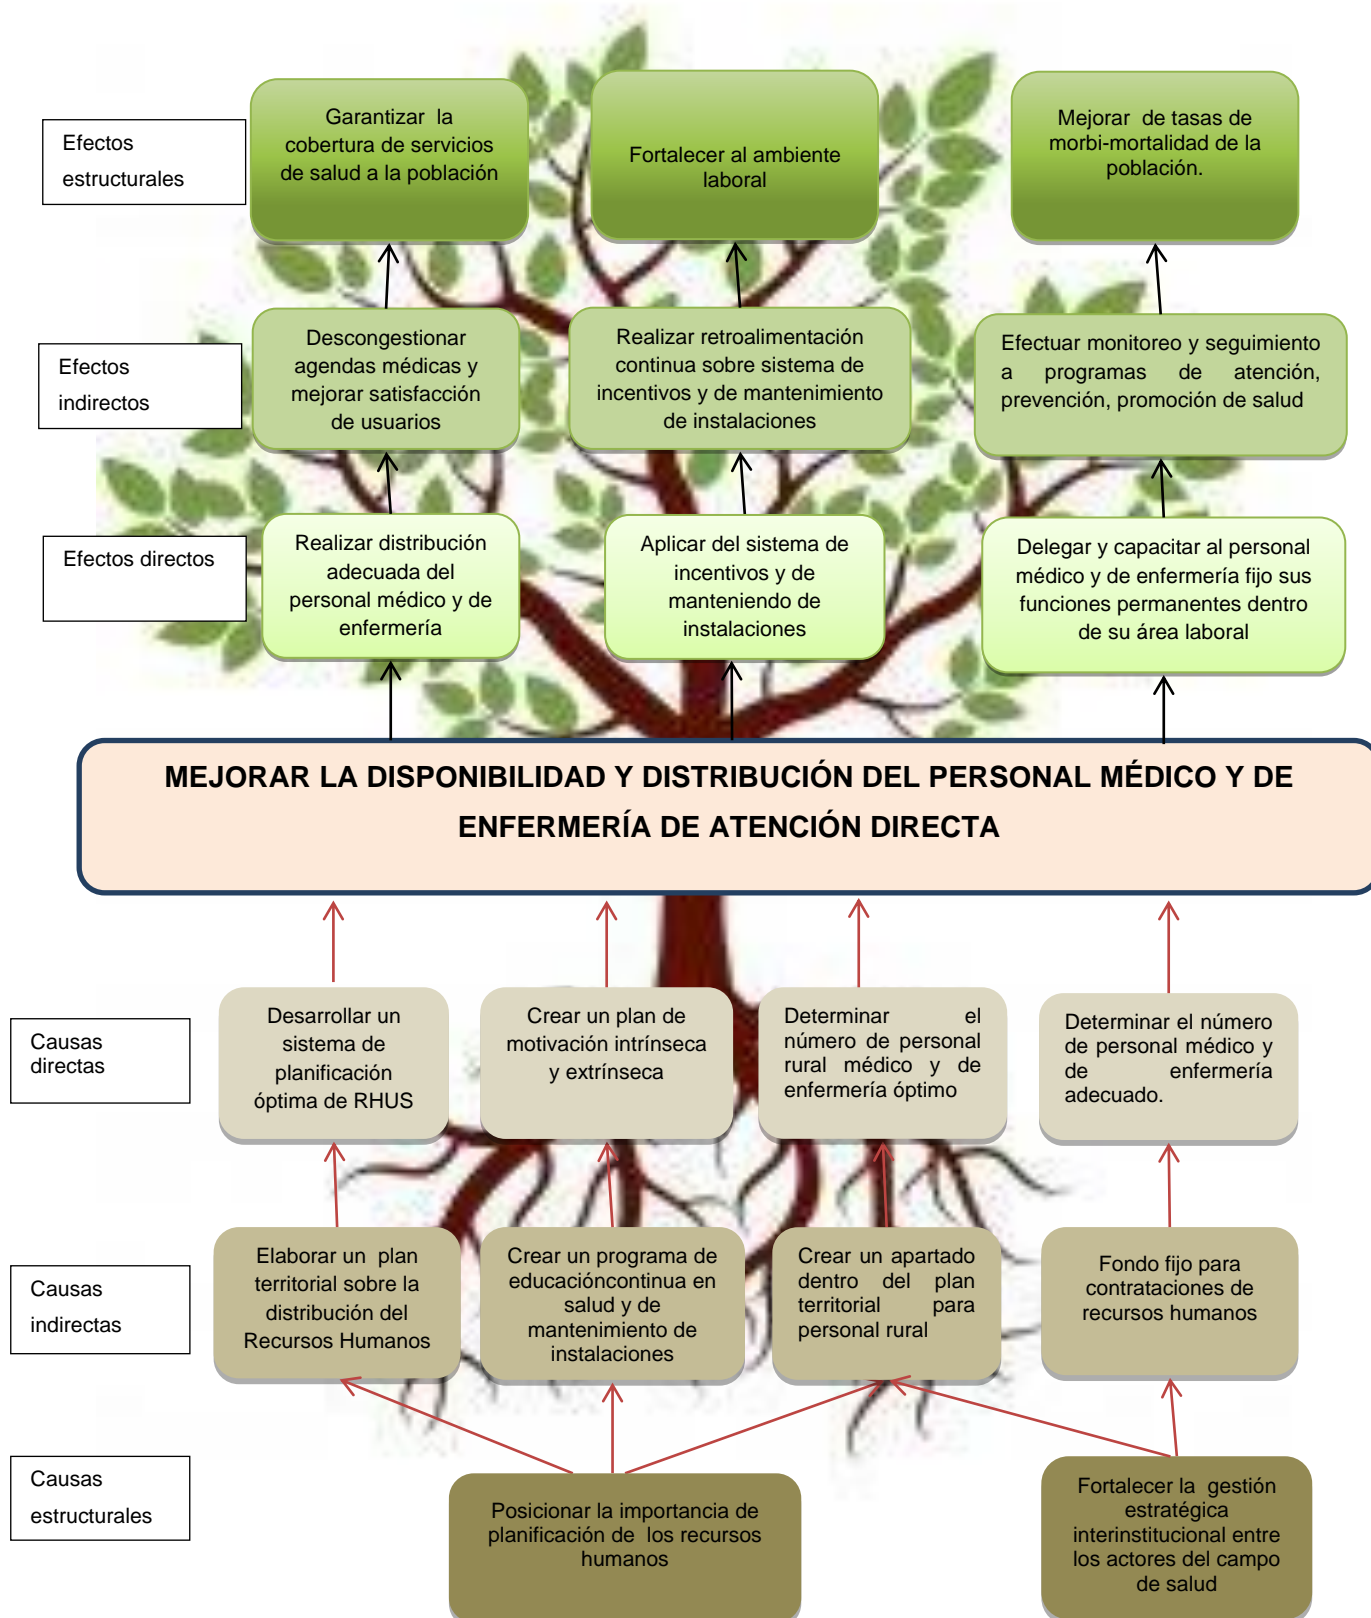 Efectos
estructurales
Garantizar la
cobertura de servicios
de salud a la población
Fortalecer al ambiente
laboral
Mejorar de tasas de
morbi-mortalidad de la
población.
Efectos
indirectos
Descongestionar
agendas médicas y
mejorar satisfacción
de usuarios
Realizar retroalimentación
continua sobre sistema de
incentivos y de mantenimiento
de instalaciones
Efectuar monitoreo y seguimiento
a programas de atención,
prevención, promoción de salud
Efectos directos
Realizar distribución
adecuada del
personal médico y de
enfermería
Aplicar del sistema de
incentivos y de
manteniendo de
instalaciones
Delegar y capacitar al personal
médico y de enfermería fijo sus
funciones permanentes dentro
de su área laboral
MEJORAR LA DISPONIBILIDAD Y DISTRIBUCIÓN DEL PERSONAL MÉDICO Y DE
ENFERMERÍA DE ATENCIÓN DIRECTA
Causas
directas
Desarrollar un
sistema de
planificación
óptima de RHUS
Crear un plan de
motivación intrínseca
y extrínseca
Determinar el
número de personal
rural médico y de
enfermería óptimo
Determinar el número
de personal médico y
de enfermería
adecuado.
Causas
indirectas
Elaborar un plan
territorial sobre la
distribución del
Recursos Humanos
Crear un programa de
educacióncontinua en
salud y de
mantenimiento de
instalaciones
Crear un apartado
dentro del plan
territorial para
personal rural
Fondo fijo para
contrataciones de
recursos humanos
Causas
estructurales
Posicionar la importancia de
planificación de los recursos
humanos
Fortalecer la gestión
estratégica
interinstitucional entre
los actores del campo
de salud